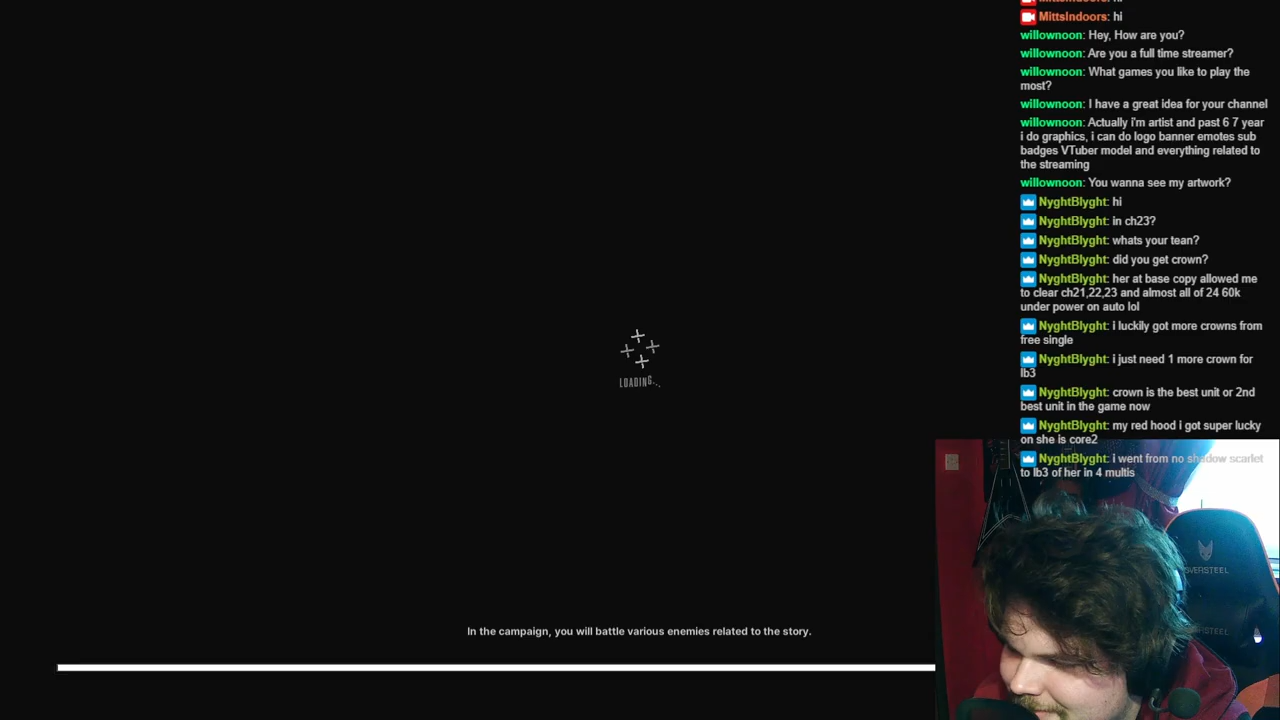 MittsIndoors: hi
willownoon: Hey, How are you?
willownoon: Are you a full time streamer?
willownoon: What games you like to play the
most?
willownoon: I have a great idea for your channel
willownoon: Actually i'm artist and past 6 7 year
i do graphics, i can do logo banner emotes sub
badges VTuber model and everything related to
the streaming
willownoon: You wanna see my artwork?
NyghtBlyght: hi
NyghtBlyght: in ch23?
NyghtBlyght: whats your tean?
NyghtBlyght: did you get crown?
NyghtBlyght: her at base copy allowed me
to clear ch21,22,23 and almost all of 24 60k
under power on auto lol
NyghtBlyght: i luckily got more crowns from
free single
NyghtBlyght: i just need 1 more crown for
lb3
NyghtBlyght: crown is the best unit or 2nd
best unit in the game now
NyghtBlyght: my red hood i got super lucky
on she is core2
NyghtBlyght: i went from no shadow scarlet
to lb3 of her in 4 multis
LOADING...
In the campaign, you will battle various enemies related to the story.